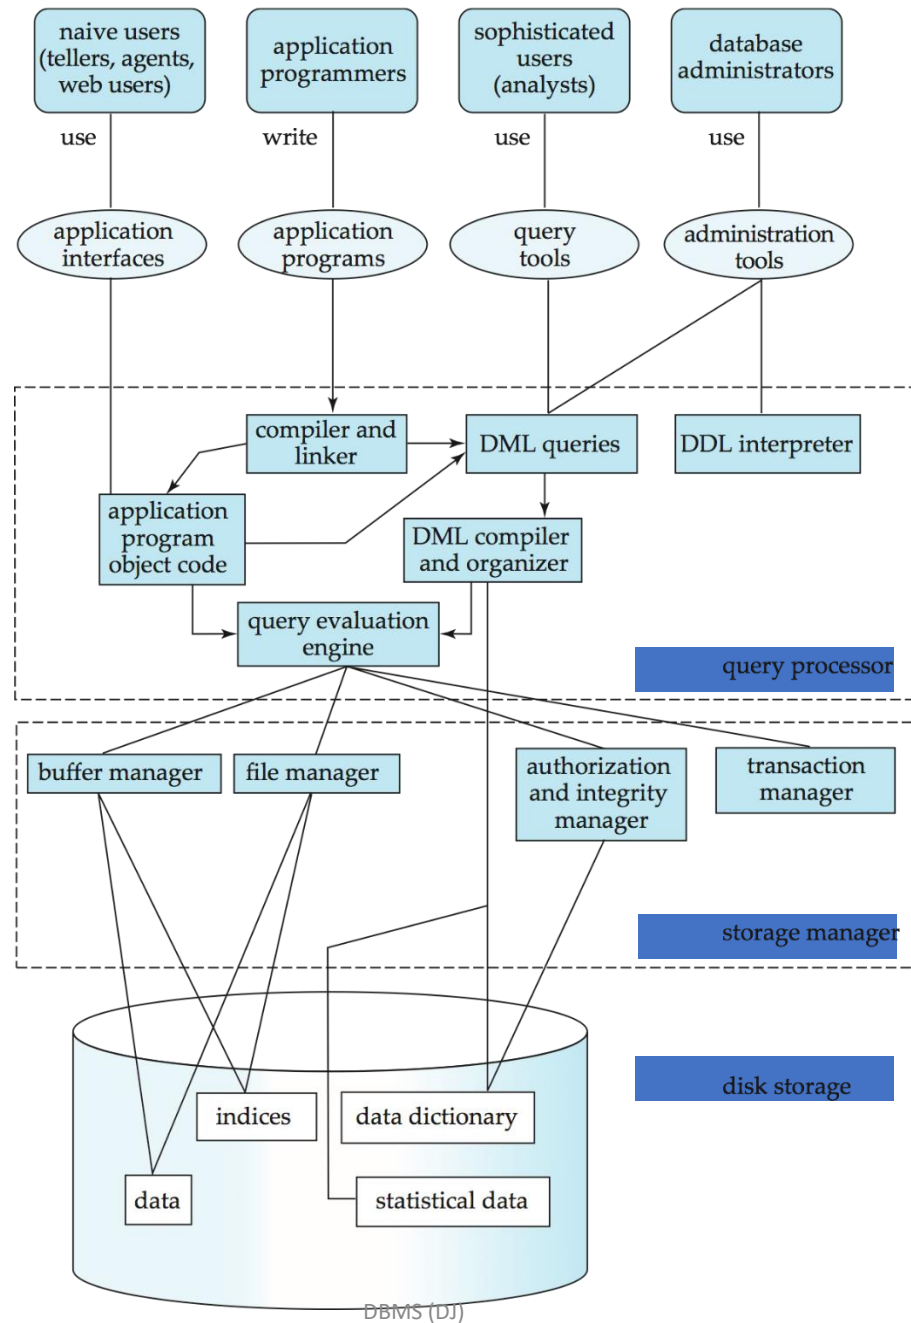 naive users
(tellers, agents,
web users)
application
programmers
sophisticated
users
(analysts)
database
administrators
use
write
use
use
application
interfaces
application
programs
query
tools
administration
tools
compiler and
linker
DML queries
DDL interpreter
application
program
object code
DML compiler
and organizer
query evaluation
engine
query processor
buffer manager
file manager
authorization
and integrity
manager
transaction
manager
storage manager
disk storage
indices
data dictionary
data
statistical data
DBMS (DJ)